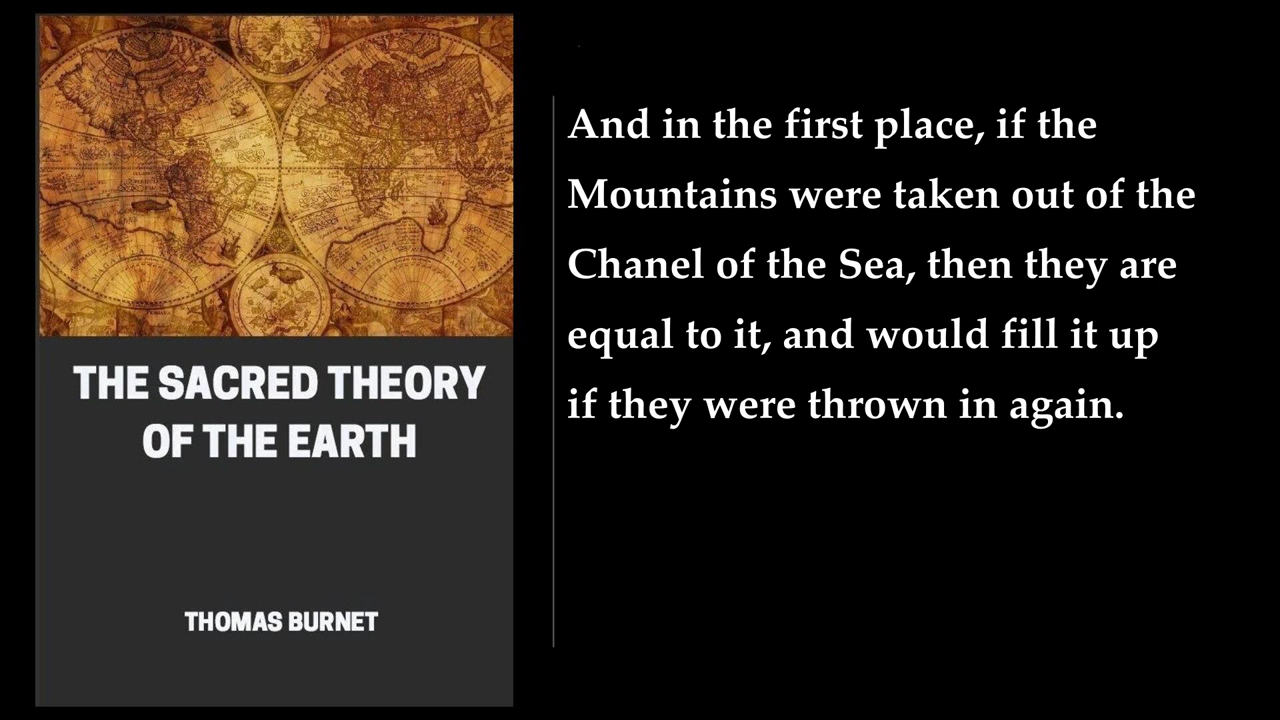 THE SACRED THEORY
OF THE EARTH
THOMAS BURNET
And in the first place, if the
Mountains were taken out of the
Chanel of the Sea, then they are
equal to it, and would fill it up
if they were thrown in again.